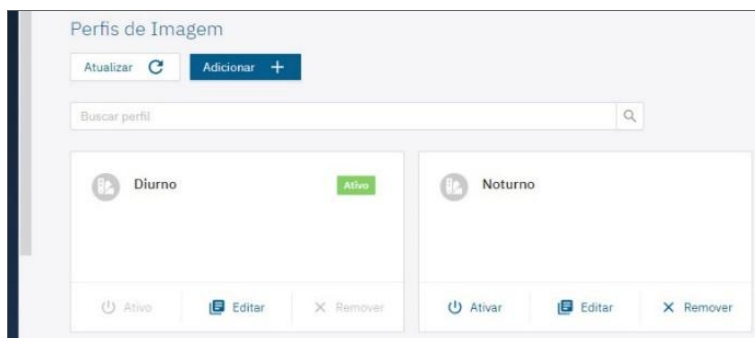 Perfis de Imagem
Atualizar Adicionar
Buscar perfil
Diurno Ativo Noturno
Ativo Editar Remover Ativar Editar Remover